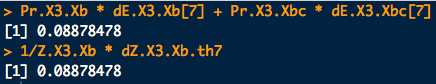 > Pr.X3.Xb * dE.X3.Xb[7] + Pr.X3.Xbc * dE.X3.Xbc[7]
[1] 0.08878478
> 1/Z.X3.Xb * dZ.X3.Xb.th7
[1] 0.08878478